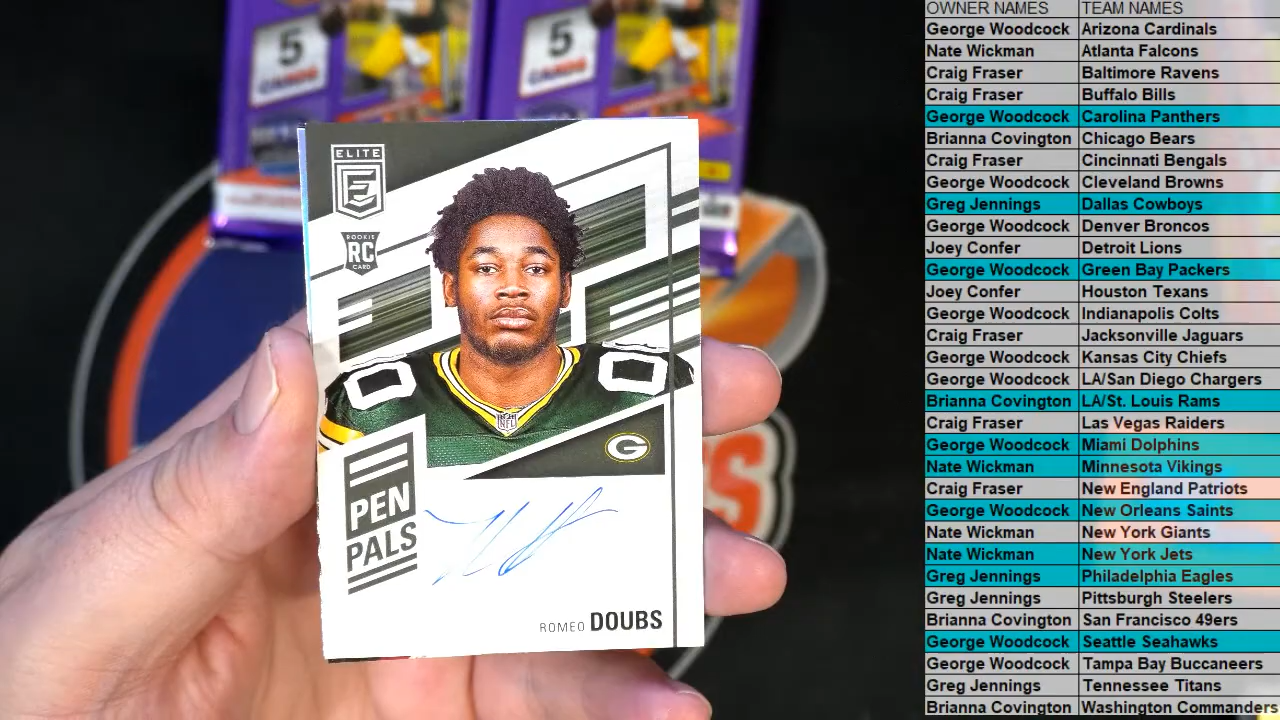 5
CARDS
5
CARDS
ELITE
E
ROOKIE
RC
CARD
0
0
NFL
G
PEN
PALS
ROMEO DOUBS
OWNER NAMES TEAM NAMES
George Woodcock Arizona Cardinals
Nate Wickman Atlanta Falcons
Craig Fraser Baltimore Ravens
Craig Fraser Buffalo Bills
George Woodcock Carolina Panthers
Brianna Covington Chicago Bears
Craig Fraser Cincinnati Bengals
George Woodcock Cleveland Browns
Greg Jennings Dallas Cowboys
George Woodcock Denver Broncos
Joey Confer Detroit Lions
George Woodcock Green Bay Packers
Joey Confer Houston Texans
George Woodcock Indianapolis Colts
Craig Fraser Jacksonville Jaguars
George Woodcock Kansas City Chiefs
George Woodcock LA/San Diego Chargers
Brianna Covington LA/St. Louis Rams
Craig Fraser Las Vegas Raiders
George Woodcock Miami Dolphins
Nate Wickman Minnesota Vikings
Craig Fraser New England Patriots
George Woodcock New Orleans Saints
Nate Wickman New York Giants
Nate Wickman New York Jets
Greg Jennings Philadelphia Eagles
Greg Jennings Pittsburgh Steelers
Brianna Covington San Francisco 49ers
George Woodcock Seattle Seahawks
George Woodcock Tampa Bay Buccaneers
Greg Jennings Tennessee Titans
Brianna Covington Washington Commanders